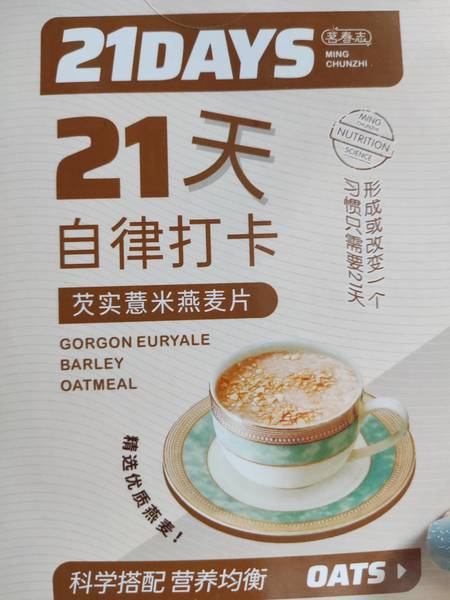 21DAYS
茗春志
MING
CHUNZHI
21天
自律打卡
MING
CHUNZHI
NUTRITION
SCIENCE
形成或改变一个
习惯只需要21天
芡实薏米燕麦片
GORGON EURYALE
BARLEY
OATMEAL
精选优质燕麦!
科学搭配 营养均衡
OATS